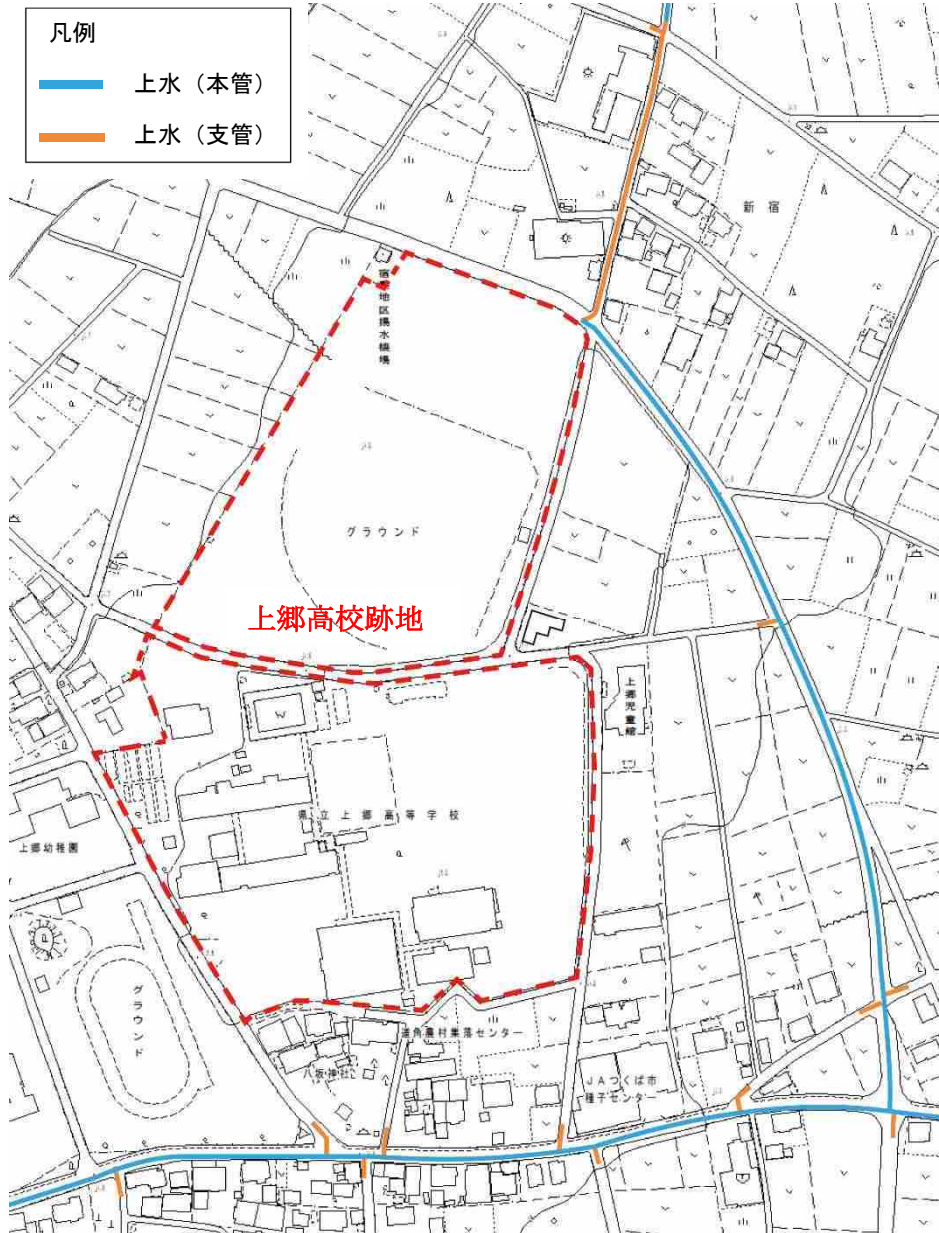 凡例
上水（本管）
上水（支管）
新宿
地区揚水機場
グラウンド
上郷高校跡地
上郷児童館
県立上郷高等学校
上郷幼稚園
グラウンド
農村集落センター
八坂神社
JAつくば市
種子センター